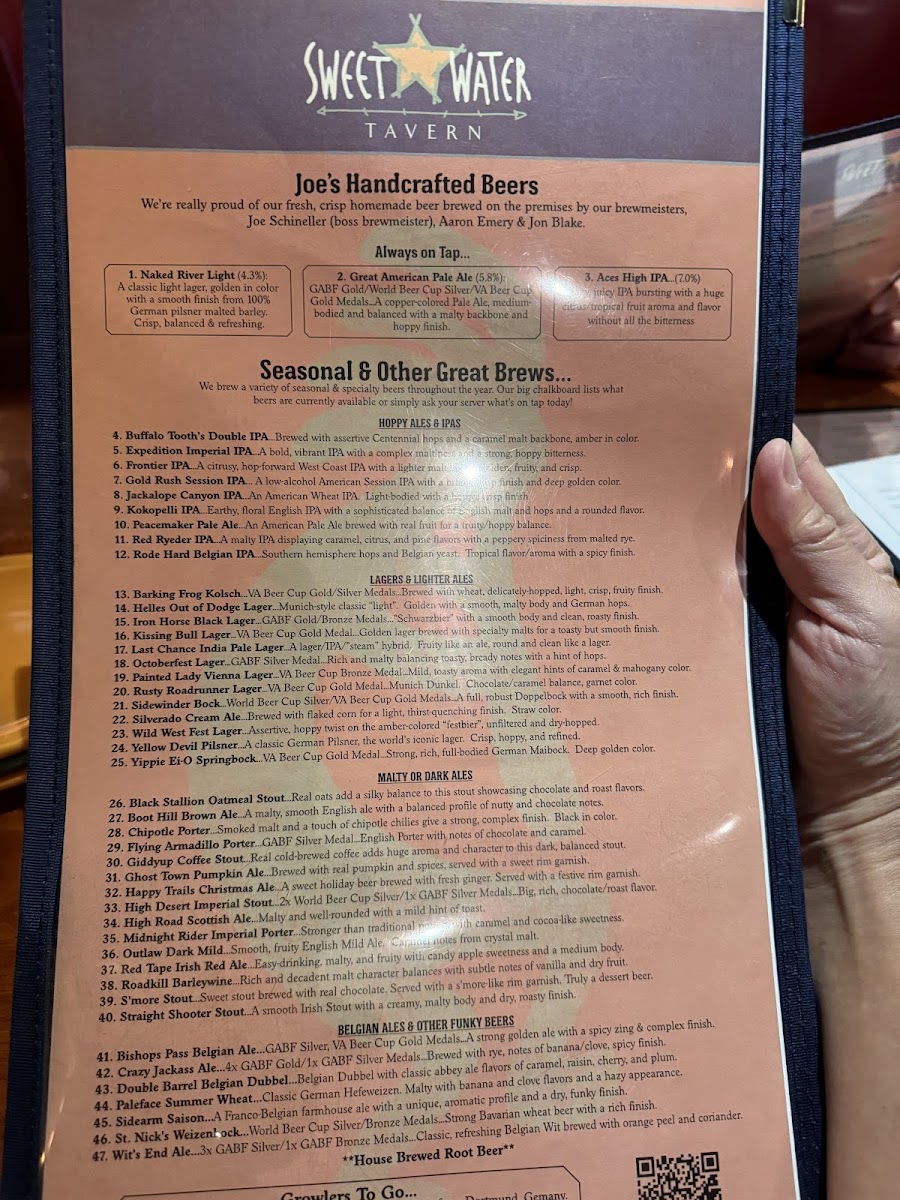 SWEET WATER
TAVERN
Joe's Handcrafted Beers
We're really proud of our fresh, crisp homemade beer brewed on the premises by our brewmeisters,
Joe Schineller (boss brewmeister), Aaron Emery & Jon Blake.
Always on Tap...
1. Naked River Light (4.3%):
A classic light lager, golden in color
with a smooth finish from 100%
German pilsner malted barley.
Crisp, balanced & refreshing.
2. Great American Pale Ale (5.8%):
GABF Gold/World Beer Cup Silver/VA Beer Cup
Gold Medals...A copper-colored Pale Ale, medium-
bodied and balanced with a malty backbone and
hoppy finish.
3. Aces High IPA...(7.0%)
juicy IPA bursting with a huge
citrus/tropical fruit aroma and flavor
without all the bitterness
Seasonal & Other Great Brews...
We brew a variety of seasonal & specialty beers throughout the year. Our big chalkboard lists what
beers are currently available or simply ask your server what's on tap today!
HOPPY ALES & IPAS
4. Buffalo Tooth's Double IPA...Brewed with assertive Centennial hops and a caramel malt backbone, amber in color.
5. Expedition Imperial IPA...A bold, vibrant IPA with a complex maltiness and a strong, hoppy bitterness.
6. Frontier IPA...A citrusy, hop-forward West Coast IPA with a lighter malt fruity, and crisp.
7. Gold Rush Session IPA... A low-alcohol American Session IPA with a finish and deep golden color.
8. Jackalope Canyon IPA...An American Wheat IPA. Light-bodied with a hoppy, crisp finish
9. Kokopelli IPA...Earthy, floral English IPA with a sophisticated balance of English malt and hops and a rounded flavor.
10. Peacemaker Pale Ale...An American Pale Ale brewed with real fruit for a fruity/hoppy balance.
11. Red Ryeder IPA...A malty IPA displaying caramel, citrus, and pine flavors with a peppery spiciness from malted rye.
12. Rode Hard Belgian IPA...Southern hemisphere hops and Belgian yeast. Tropical flavor/aroma with a spicy finish.
LAGERS & LIGHTER ALES
13. Barking Frog Kolsch...VA Beer Cup Gold/Silver Medals...Brewed with wheat, delicately-hopped, light, crisp, fruity finish.
14. Helles Out of Dodge Lager...Munich-style classic "light". Golden with a smooth, malty body and German hops.
15. Iron Horse Black Lager...GABF Gold/Bronze Medals..."Schwarzbier" with a smooth body and clean, roasty finish.
16. Kissing Bull Lager...VA Beer Cup Gold Medal...Golden lager brewed with specialty malts for a toasty but smooth finish.
17. Last Chance India Pale Lager...A lager/IPA/"steam" hybrid. Fruity like an ale, round and clean like a lager.
18. Octoberfest Lager...GABF Silver Medal...Rich and malty balancing toasty, bready notes with a hint of hops.
19. Painted Lady Vienna Lager...VA Beer Cup Bronze Medal...Mild, toasty aroma with elegant hints of caramel & mahogany color.
20. Rusty Roadrunner Lager...VA Beer Cup Gold Medal...Munich Dunkel. Chocolate/caramel balance, garnet color.
21. Sidewinder Bock...World Beer Cup Silver/VA Beer Cup Gold Medals...A full, robust Doppelbock with a smooth, rich finish.
22. Silverado Cream Ale...Brewed with flaked corn for a light, thirst-quenching finish. Straw color.
23. Wild West Fest Lager...Assertive, hoppy twist on the amber-colored "festbier", unfiltered and dry-hopped.
24. Yellow Devil Pilsner...A classic German Pilsner, the world's iconic lager. Crisp, hoppy, and refined.
25. Yippie Ei-O Springbock...VA Beer Cup Gold Medal...Strong, rich, full-bodied German Maibock. Deep golden color.
MALTY OR DARK ALES
26. Black Stallion Oatmeal Stout...Real oats add a silky balance to this stout showcasing chocolate and roast flavors.
27. Boot Hill Brown Ale...A malty, smooth English ale with a balanced profile of nutty and chocolate notes.
28. Chipotle Porter...Smoked malt and a touch of chipotle chilies give a strong, complex finish. Black in color.
29. Flying Armadillo Porter...GABF Silver Medal...English Porter with notes of chocolate and caramel.
30. Giddyup Coffee Stout...Real cold-brewed coffee adds huge aroma and character to this dark, balanced stout.
31. Ghost Town Pumpkin Ale...Brewed with real pumpkin and spices, served with a sweet rim garnish.
32. Happy Trails Christmas Ale...A sweet holiday beer brewed with fresh ginger. Served with a festive rim garnish.
33. High Desert Imperial Stout...2x World Beer Cup Silver/1x GABF Silver Medals...Big, rich, chocolate/roast flavor.
34. High Road Scottish Ale...Malty and well-rounded with a mild hint of toast.
35. Midnight Rider Imperial Porter...Stronger than traditional with caramel and cocoa-like sweetness.
36. Outlaw Dark Mild...Smooth, fruity English Mild Ale. Caramel notes from crystal malt.
37. Red Tape Irish Red Ale...Easy-drinking, malty, and fruity with candy apple sweetness and a medium body.
38. Roadkill Barleywine...Rich and decadent malt character balances with subtle notes of vanilla and dry fruit.
39. S'more Stout...Sweet stout brewed with real chocolate. Served with a s'more-like rim garnish. Truly a dessert beer.
40. Straight Shooter Stout...A smooth Irish Stout with a creamy, malty body and dry, roasty finish.
BELGIAN ALES & OTHER FUNKY BEERS
41. Bishops Pass Belgian Ale...GABF Silver, VA Beer Cup Gold Medals...A strong golden ale with a spicy zing & complex finish.
42. Crazy Jackass Ale...4x GABF Gold/1x GABF Silver Medals...Brewed with rye, notes of banana/clove, spicy finish.
43. Double Barrel Belgian Dubbel...Belgian Dubbel with classic abbey ale flavors of caramel, raisin, cherry, and plum.
44. Paleface Summer Wheat...Classic German Hefeweizen. Malty with banana and clove flavors and a hazy appearance.
45. Sidearm Saison...A Franco-Belgian farmhouse ale with a unique, aromatic profile and a dry, funky finish.
46. St. Nick's Weizenbock...World Beer Cup Silver/Bronze Medals...Strong Bavarian wheat beer with a rich finish.
47. Wit's End Ale...3x GABF Silver/1x GABF Bronze Medals...Classic, refreshing Belgian Wit brewed with orange peel and coriander.
**House Brewed Root Beer**
Growlers To Go...
Dortmund, Gemany.